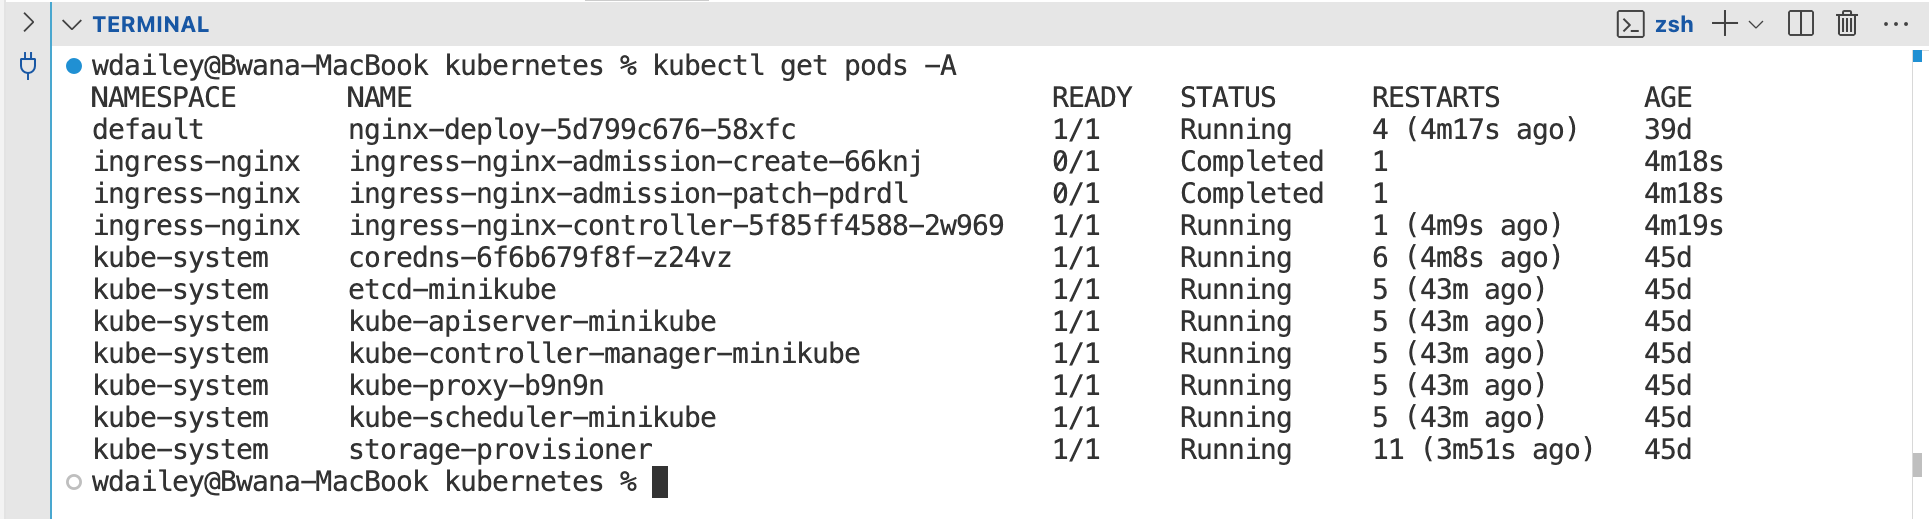 TERMINAL
zsh
wdailey@Bwana-MacBook kubernetes % kubectl get pods -A
NAMESPACE NAME READY STATUS RESTARTS AGE
default nginx-deploy-5d799c676-58xfc 1/1 Running 4 (4m17s ago) 39d
ingress-nginx ingress-nginx-admission-create-66knj 0/1 Completed 1 4m18s
ingress-nginx ingress-nginx-admission-patch-pdrdl 0/1 Completed 1 4m18s
ingress-nginx ingress-nginx-controller-5f85ff4588-2w969 1/1 Running 1 (4m9s ago) 4m19s
kube-system coredns-6f6b679f8f-z24vz 1/1 Running 6 (4m8s ago) 45d
kube-system etcd-minikube 1/1 Running 5 (43m ago) 45d
kube-system kube-apiserver-minikube 1/1 Running 5 (43m ago) 45d
kube-system kube-controller-manager-minikube 1/1 Running 5 (43m ago) 45d
kube-system kube-proxy-b9n9n 1/1 Running 5 (43m ago) 45d
kube-system kube-scheduler-minikube 1/1 Running 5 (43m ago) 45d
kube-system storage-provisioner 1/1 Running 11 (3m51s ago) 45d
wdailey@Bwana-MacBook kubernetes %